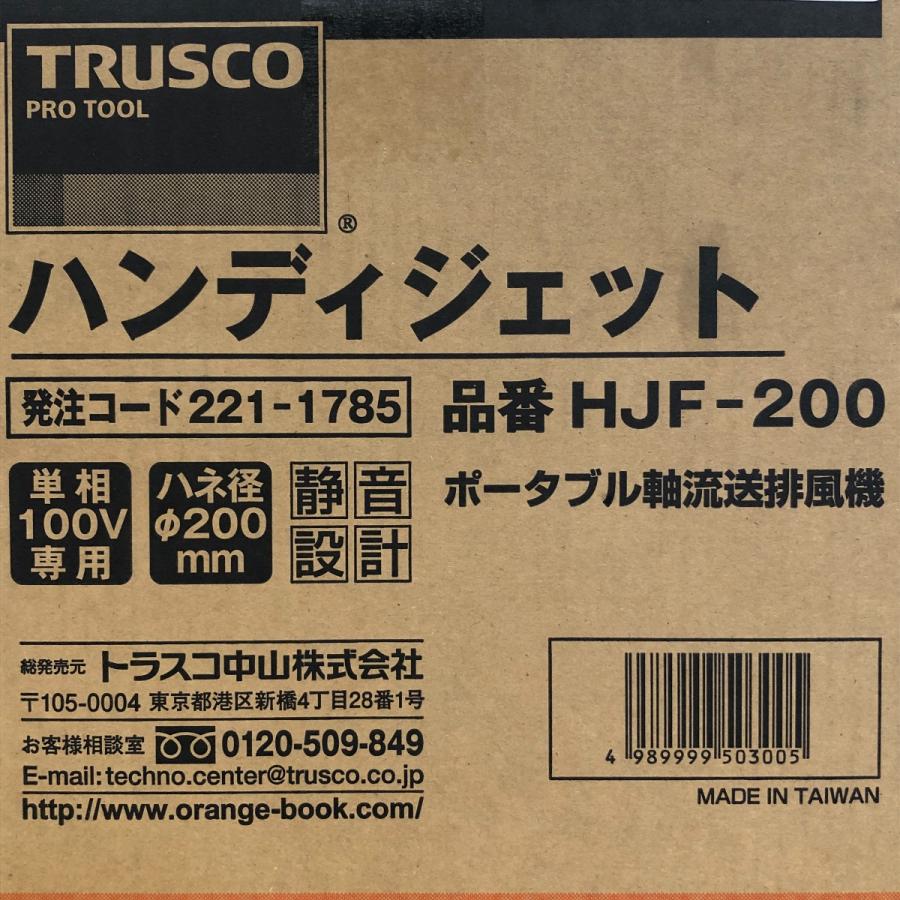 TRUSCO
PRO TOOL
®
ハンディジェット
発注コード221-1785
品番 HJF-200
単相
100V
専用
ハネ径
φ200
mm
静音
設計
ポータブル軸流送排風機
総発売元 トラスコ中山株式会社
〒105-0004 東京都港区新橋4丁目28番1号
お客様相談室 0120-509-849
E-mail:techno.center@trusco.co.jp
http://www.orange-book.com/
4 989999 503005
MADE IN TAIWAN